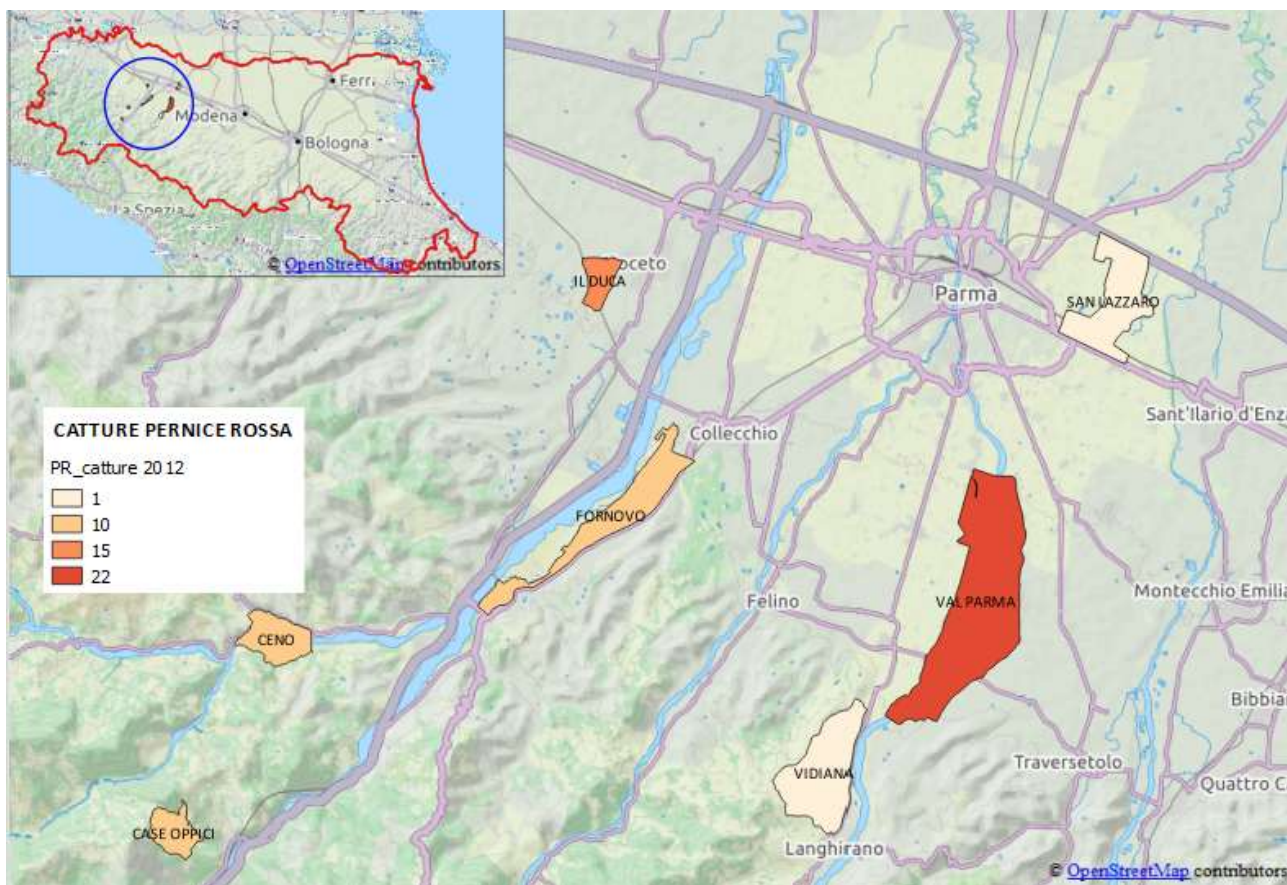 Ferr
Modena
Bologna
La Spezia
© OpenStreetMap contributors
IL DUCA
oceto
Parma
SAN LAZZARO
Sant'Ilario d'Enza
CATTURE PERNICE ROSSA
PR_catture 2012
1
10
15
22
Collecchio
FORNOVO
Felino
VAL PARMA
Montecchio Emilia
CENO
Bibbian
Traversetolo
VIDIANA
Quattro C
CASE OPPICI
Langhirano
© OpenStreetMap contributors